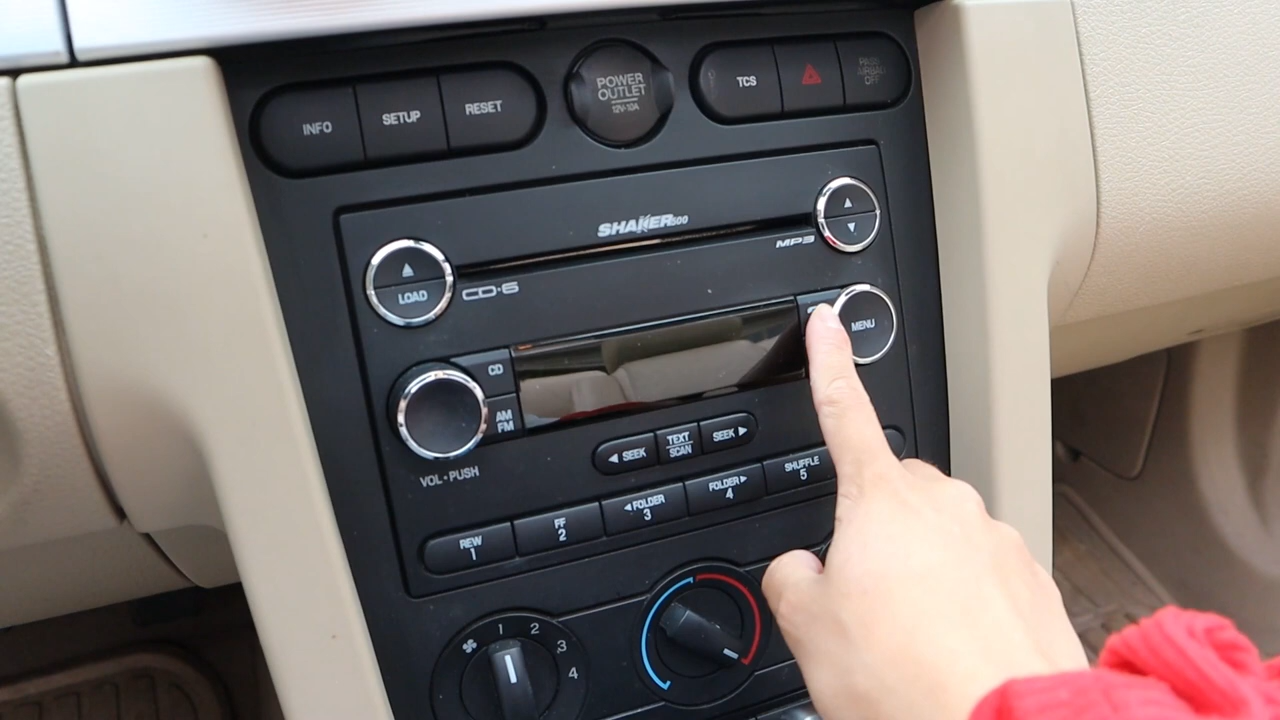 INFO
SETUP
RESET
POWER
OUTLET
12V-10A
TCS
PASS
AIRBAG
OFF
SHAKER500
MP3
LOAD
CD·6
MENU
CD
AM
FM
VOL·PUSH
SEEK
TEXT
SCAN
SEEK
REW
1
FF
2
FOLDER
3
FOLDER
4
SHUFFLE
5
1
2
3
4